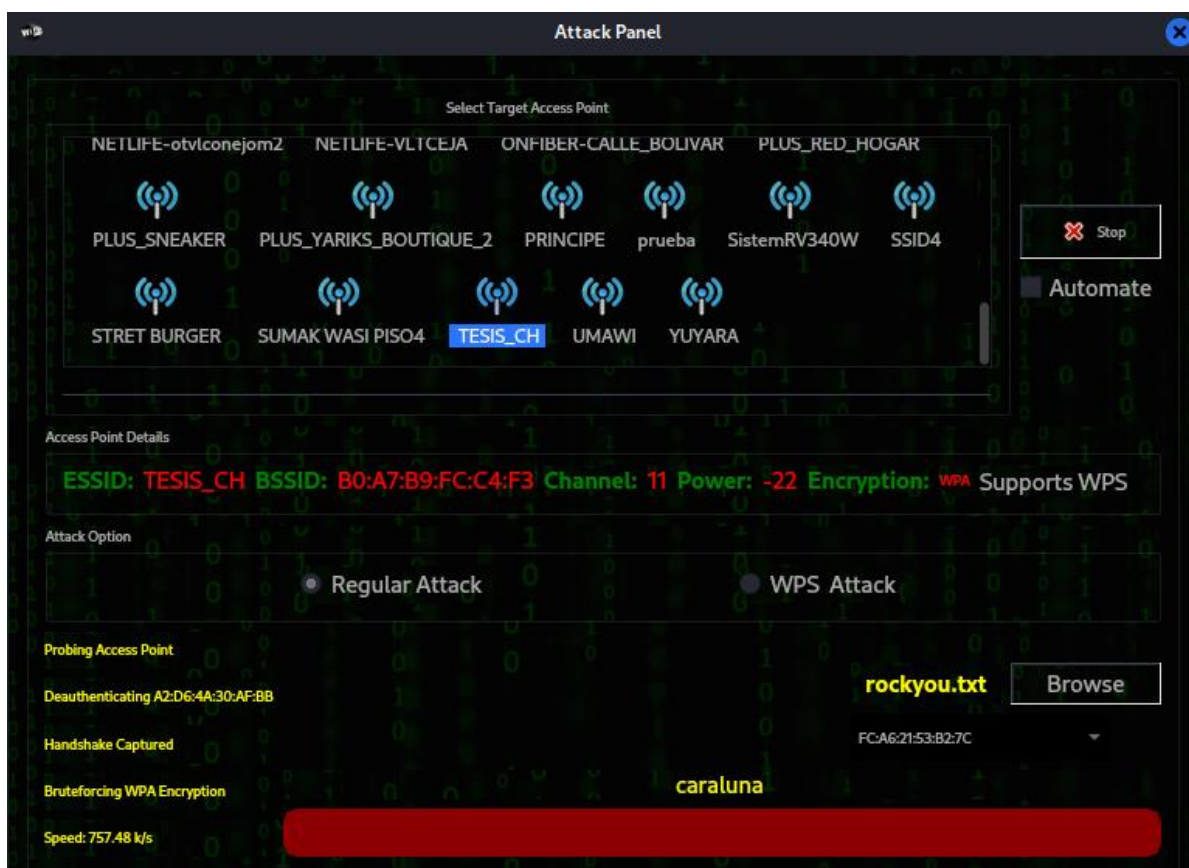 Attack Panel
Select Target Access Point
NETLIFE-otvlconejom2 NETLIFE-VLTCEJA ONFIBER-CALLE_BOLIVAR PLUS_RED_HOGAR
PLUS_SNEAKER PLUS_YARIKS_BOUTIQUE_2 PRINCIPE prueba SistemRV340W SSID4
Stop
Automate
STRET BURGER SUMAK WASI PISO4 TESIS_CH UMAWI YUYARA
Access Point Details
ESSID: TESIS_CH BSSID: B0:A7:B9:FC:C4:F3 Channel: 11 Power: -22 Encryption: WPA Supports WPS
Attack Option
Regular Attack WPS Attack
Probing Access Point
rockyou.txt Browse
Deauthenticating A2:D6:4A:30:AF:BB
Handshake Captured
FC:A6:21:53:B2:7C
Bruteforcing WPA Encryption
caraluna
Speed: 757.48 k/s